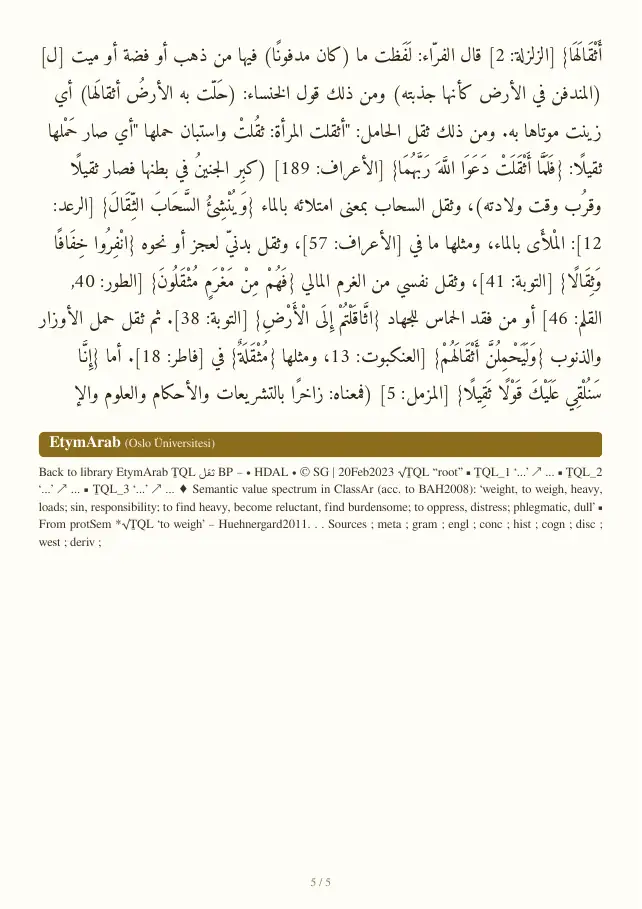 أَثْقَالَهَا} [الزلزلة: 2] قال الفرّاء: لَفَظت ما (كان مدفونًا) فيها من ذهب أو فضة أو ميت [ل]
(المندفن في الأرض كأنها جذبته) ومن ذلك قول الخنساء: (حَلّت به الأرضُ أثقالَها) أي
زينت موتاها به. ومن ذلك ثقل الحامل: "أثقلت المرأة: ثقُلتْ واستبان حملها "أي صار حَمْلها
ثقيلًا: {فَلَمَّا أَثْقَلَتْ دَعَوَا اللَّهَ رَبَّهُمَا} [الأعراف: 189] (كبِر الجنينُ في بطنها فصار ثقيلًا
وقرُب وقت ولادته)، وثقل السحاب بمعنى امتلائه بالماء {وَيُنْشِئُ السَّحَابَ الثِّقَالَ} [الرعد:
12]: المْلأَى بالماء، ومثلها ما في [الأعراف: 57]، وثقل بدنيّ لعجز أو نحوه {انْفِرُوا خِفَافًا
وَثِقَالًا} [التوبة: 41]، وثقل نفسي من الغرم المالي {فَهُمْ مِنْ مَغْرَمٍ مُثْقَلُونَ} [الطور: 40,
القلم: 46] أو من فقد الحماس للجهاد {اثَّاقَلْتُمْ إِلَى الْأَرْضِ} [التوبة: 38]. ثم ثقل حمل الأوزار
والذنوب {وَلَيَحْمِلُنَّ أَثْقَالَهُمْ} [العنكبوت: 13، ومثلها {مُثْقَلَةٌ} في [فاطر: 18]. أما {إِنَّا
سَنُلْقِي عَلَيْكَ قَوْلًا ثَقِيلًا} [المزمل: 5] (فمعناه: زاخرًا بالتشريعات والأحكام والعلوم والإ
EtymArab (Oslo Üniversitesi)
Back to library EtymArab ṮQL ثقل BP – • HDAL • © SG | 20Feb2023 √ṮQL “root” ▪ ṮQL_1 ‘...’ ↗ ... ▪ ṮQL_2
‘...’ ↗ ... ▪ ṮQL_3 ‘...’ ↗ ... ♦ Semantic value spectrum in ClassAr (acc. to BAH2008): ‘weight, to weigh, heavy,
loads; sin, responsibility; to find heavy, become reluctant, find burdensome; to oppress, distress; phlegmatic, dull’ ▪
From protSem *√ṮQL ‘to weigh’ – Huehnergard2011. . . Sources ; meta ; gram ; engl ; conc ; hist ; cogn ; disc ;
west ; deriv ;
5 / 5